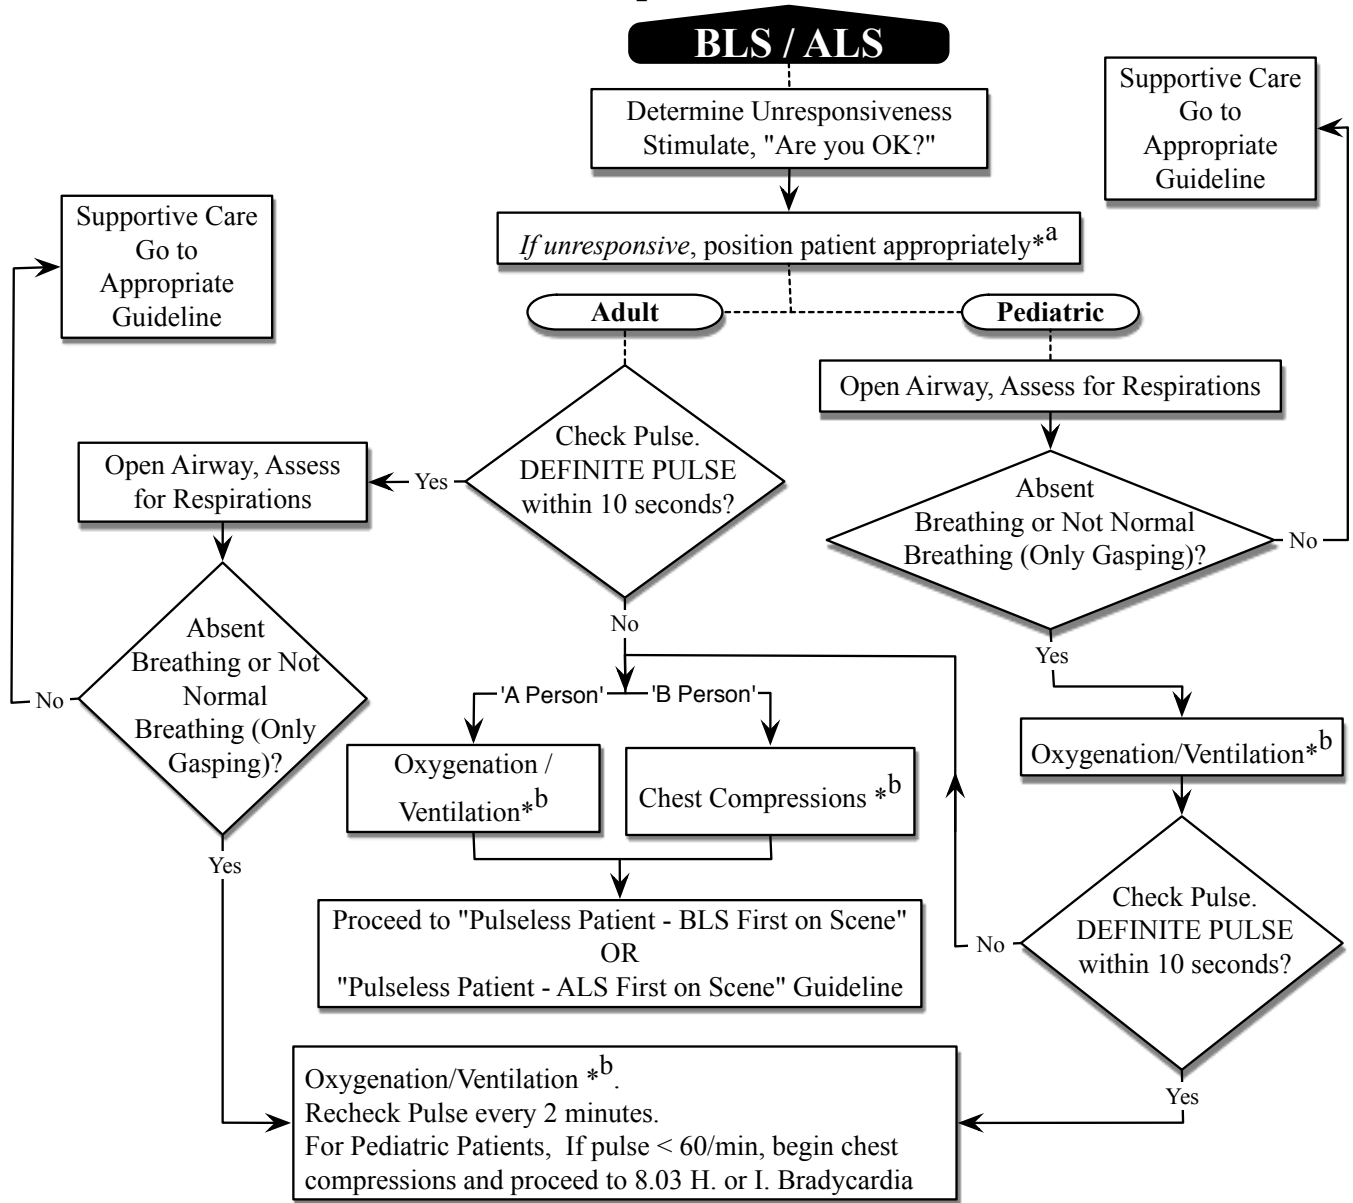 BLS / ALS
Determine Unresponsiveness
Stimulate, "Are you OK?"
If unresponsive, position patient appropriately*a
Adult
Pediatric
Supportive Care
Go to
Appropriate
Guideline
Supportive Care
Go to
Appropriate
Guideline
Open Airway, Assess for Respirations
Check Pulse.
DEFINITE PULSE
within 10 seconds?
Yes
Open Airway, Assess
for Respirations
Absent
Breathing or Not Normal
Breathing (Only Gasping)?
No
No
Yes
Absent
Breathing or Not
Normal
Breathing (Only
Gasping)?
No
Yes
'A Person'
'B Person'
Oxygenation /
Ventilation*b
Chest Compressions *b
Oxygenation/Ventilation*b
Check Pulse.
DEFINITE PULSE
within 10 seconds?
No
Yes
Proceed to "Pulseless Patient - BLS First on Scene"
OR
"Pulseless Patient - ALS First on Scene" Guideline
Oxygenation/Ventilation *b.
Recheck Pulse every 2 minutes.
For Pediatric Patients, If pulse < 60/min, begin chest
compressions and proceed to 8.03 H. or I. Bradycardia